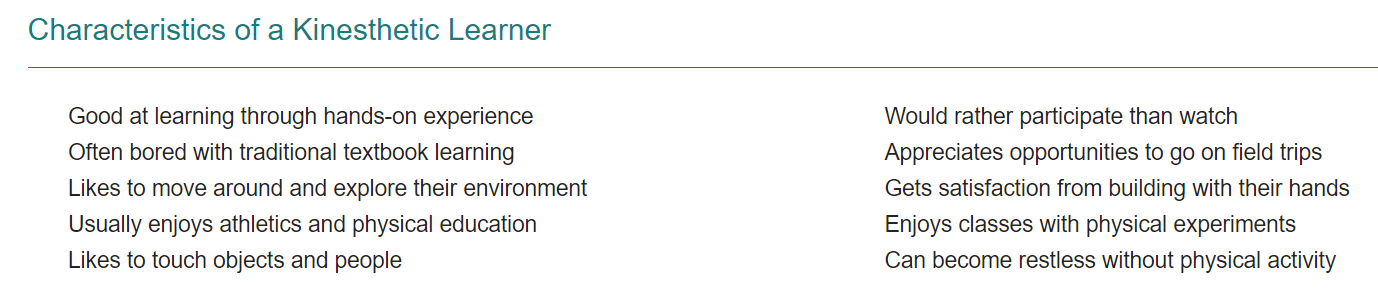 Characteristics of a Kinesthetic Learner
Good at learning through hands-on experience
Often bored with traditional textbook learning
Likes to move around and explore their environment
Usually enjoys athletics and physical education
Likes to touch objects and people
Would rather participate than watch
Appreciates opportunities to go on field trips
Gets satisfaction from building with their hands
Enjoys classes with physical experiments
Can become restless without physical activity